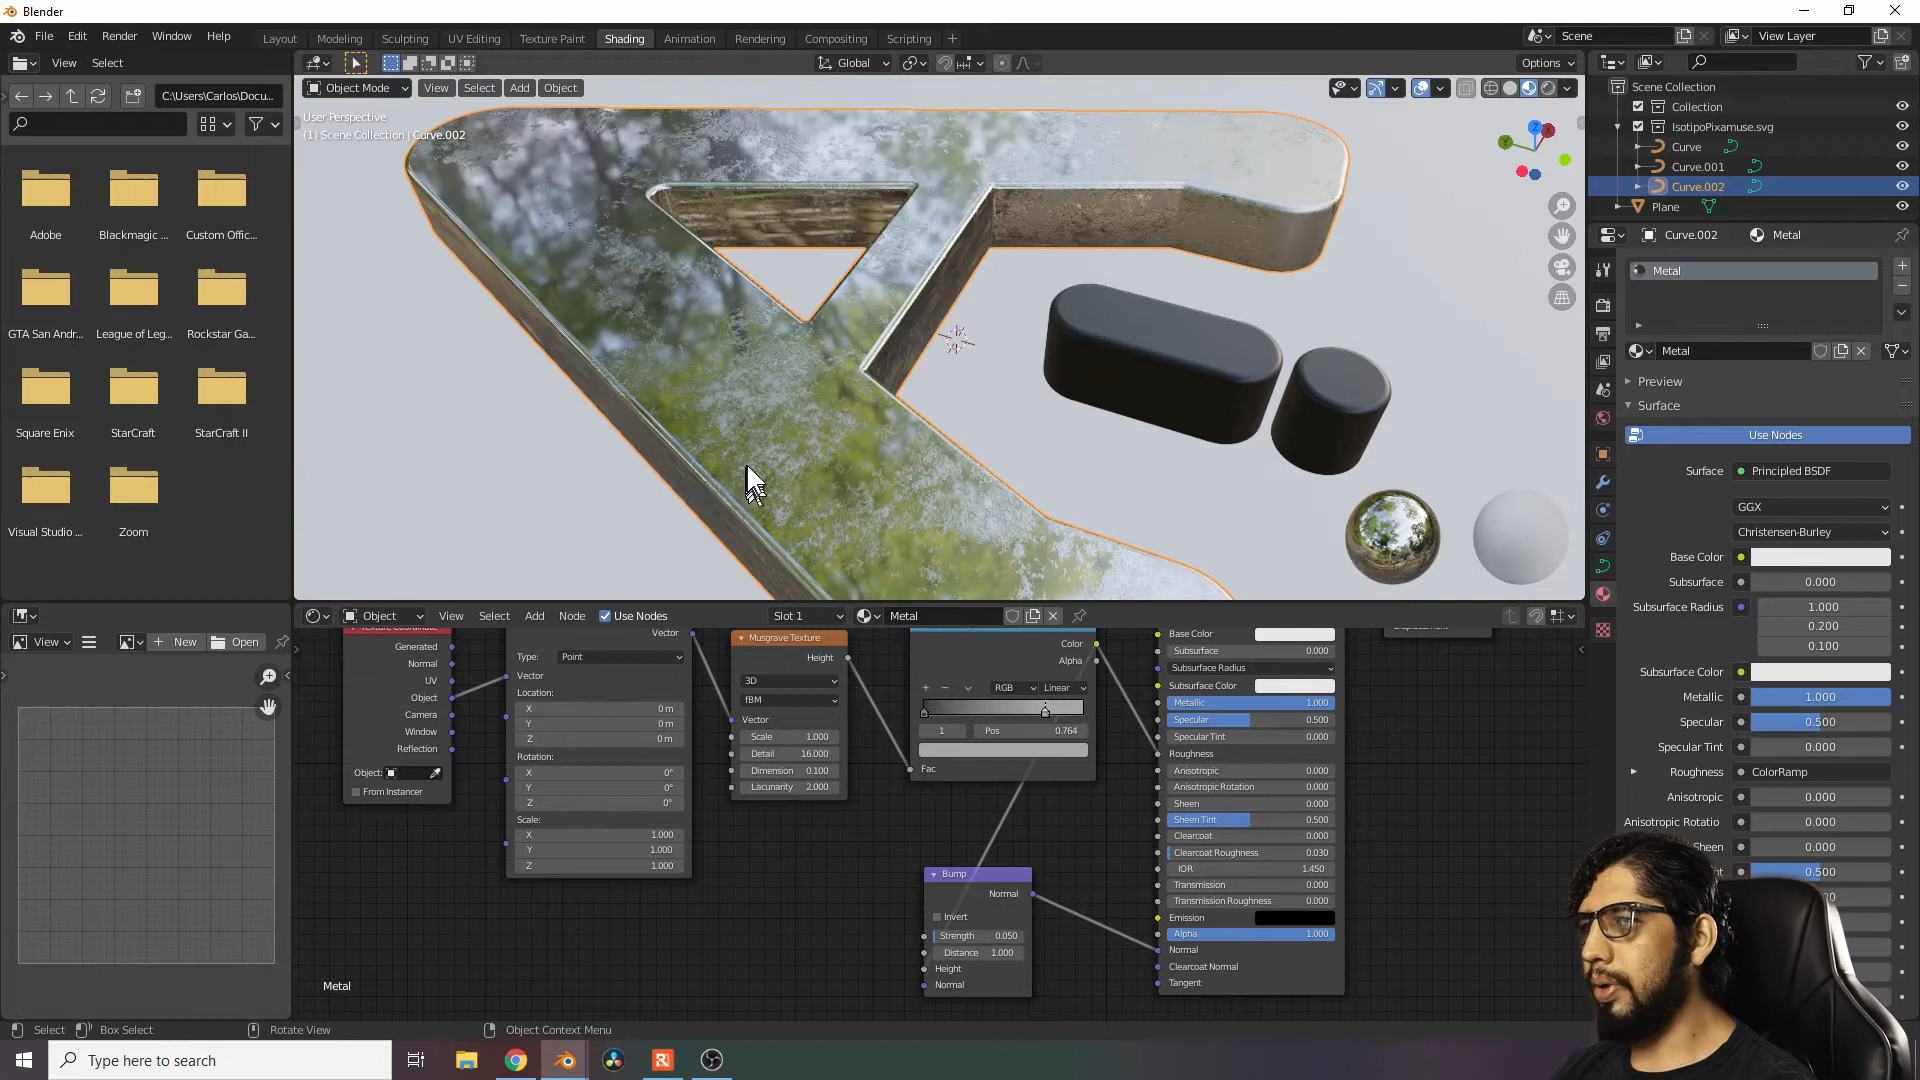 Blender
File Edit Render Window Help
Layout Modeling Sculpting UV Editing Texture Paint Shading Animation Rendering Compositing Scripting +
Scene
View Layer
View Select
Global
Options
C:\Users\Carlos\Docu...
Object Mode View Select Add Object
User Perspective
(1) Scene Collection | Curve.002
Adobe
Blackmagic ...
Custom Offic...
GTA San Andr...
League of Leg...
Rockstar Ga...
Square Enix
StarCraft
StarCraft II
Visual Studio ...
Zoom
Scene Collection
Collection
IsotipoPixamuse.svg
Curve
Curve.001
Curve.002
Plane
Curve.002 Metal
Metal
Metal
Preview
Surface
Use Nodes
Surface Principled BSDF
GGX
Christensen-Burley
Base Color
Subsurface 0.000
Subsurface Radius 1.000
0.200
0.100
Subsurface Color
Metallic 1.000
Specular 0.500
Specular Tint 0.000
Roughness ColorRamp
Anisotropic 0.000
Anisotropic Rotatio 0.000
Sheen 0.000
0.500
View New Open
Object View Select Add Node Use Nodes Slot 1 Metal
Texture Coordinate
Generated
Normal
UV
Object
Camera
Window
Reflection
Object:
From Instancer
Vector
Type: Point
Vector
Location:
X 0 m
Y 0 m
Z 0 m
Rotation:
X 0°
Y 0°
Z 0°
Scale:
X 1.000
Y 1.000
Z 1.000
Musgrave Texture
Height
3D
fBM
Vector
Scale 1.000
Detail 16.000
Dimension 0.100
Lacunarity 2.000
Color
Alpha
+ − RGB Linear
1 Pos 0.764
Fac
Bump
Normal
Invert
Strength 0.050
Distance 1.000
Height
Normal
Base Color
Subsurface 0.000
Subsurface Radius
Subsurface Color
Metallic 1.000
Specular 0.500
Specular Tint 0.000
Roughness
Anisotropic 0.000
Anisotropic Rotation 0.000
Sheen 0.000
Sheen Tint 0.500
Clearcoat 0.000
Clearcoat Roughness 0.030
IOR 1.450
Transmission 0.000
Transmission Roughness 0.000
Emission
Alpha 1.000
Normal
Clearcoat Normal
Tangent
Displacement
Metal
Select Box Select Rotate View Object Context Menu
Type here to search